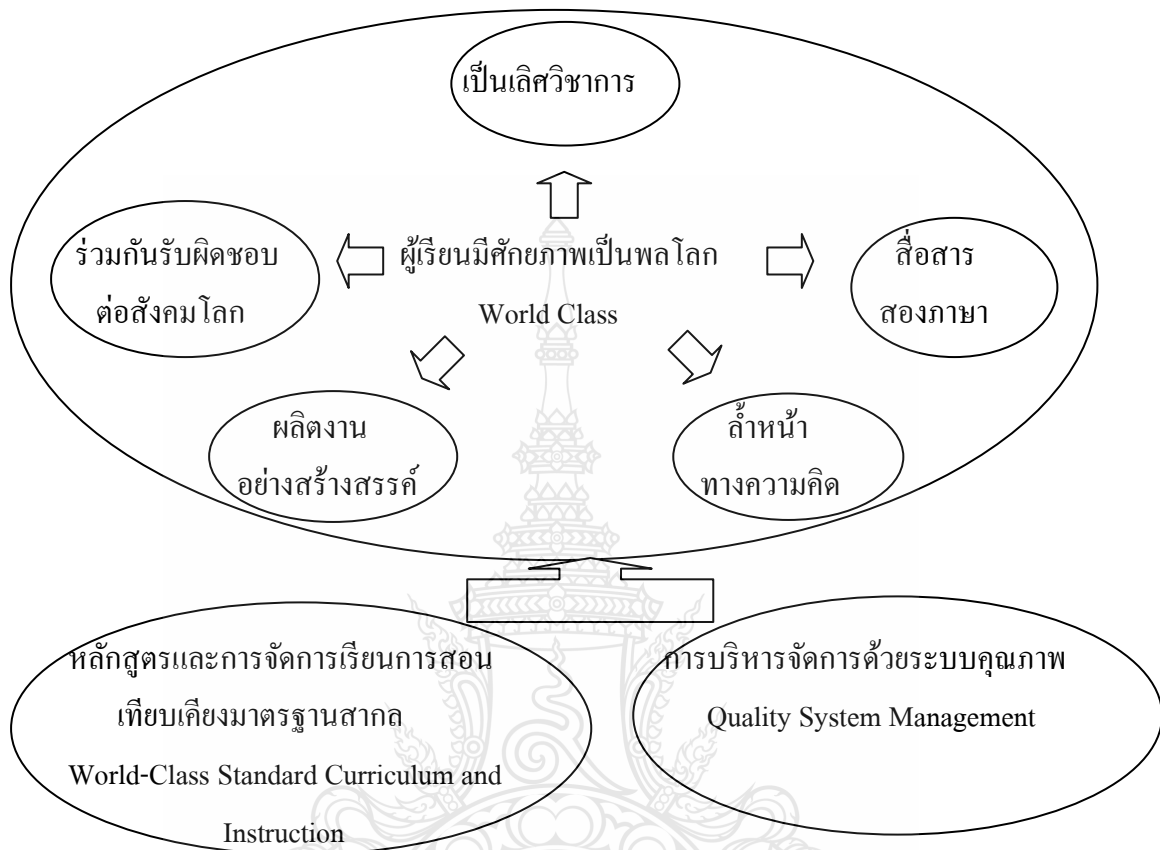 เป็นเลิศวิชาการ
ร่วมกันรับผิดชอบ
ต่อสังคมโลก
ผู้เรียนมีศักยภาพเป็นพลโลก
World Class
สื่อสาร
สองภาษา
ผลิตงาน
อย่างสร้างสรรค์
ล้ำหน้า
ทางความคิด
หลักสูตรและการจัดการเรียนการสอน
เทียบเคียงมาตรฐานสากล
World-Class Standard Curriculum and
Instruction
การบริหารจัดการด้วยระบบคุณภาพ
Quality System Management